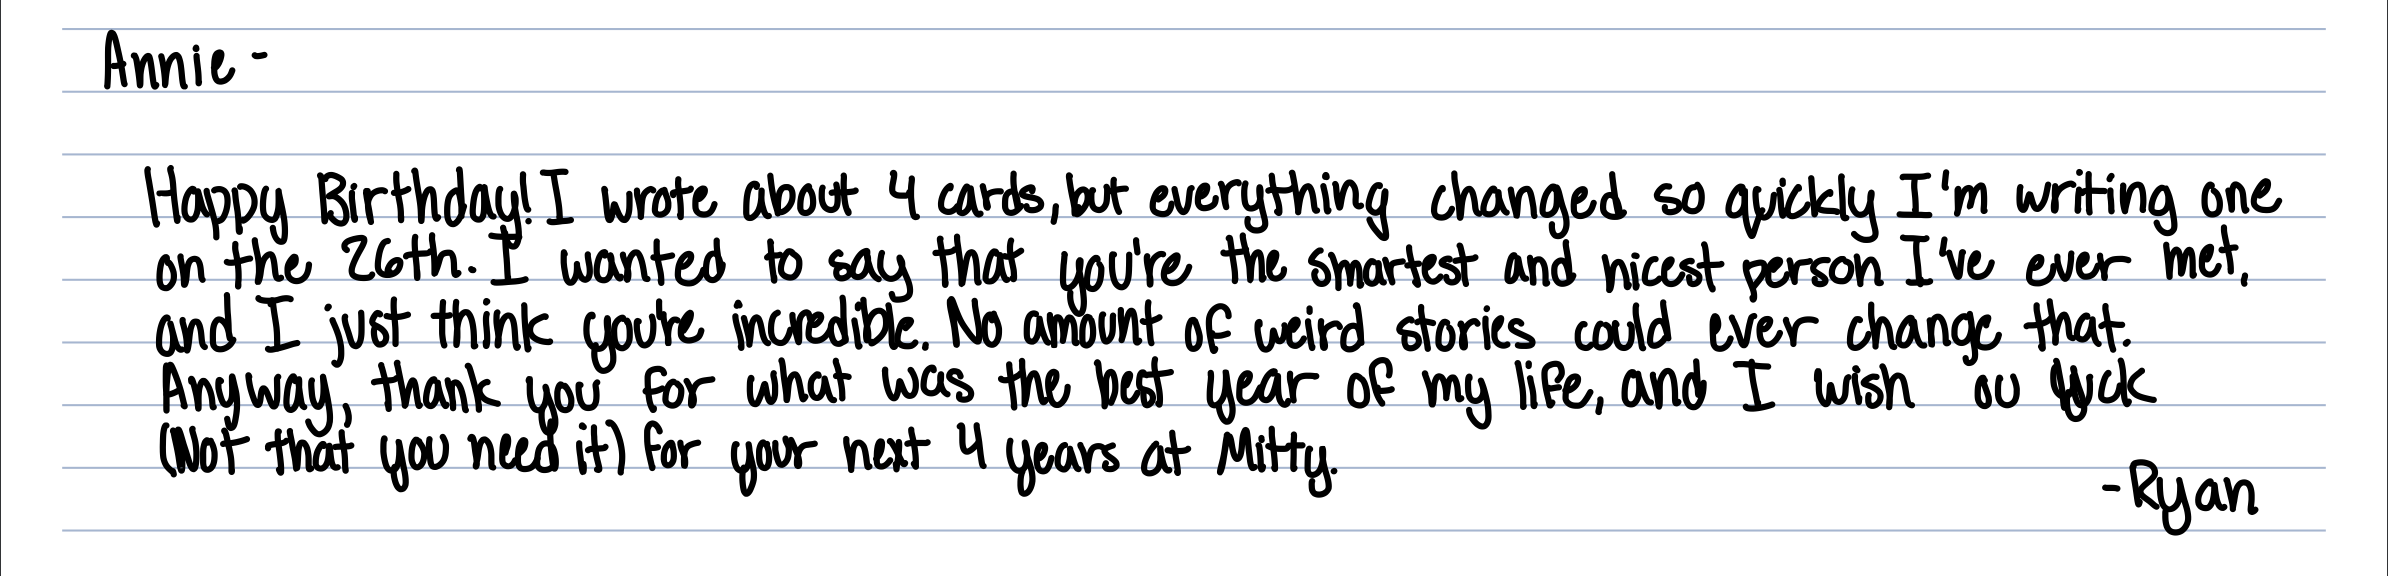 Annie -
Happy Birthday! I wrote about 4 cards, but everything changed so quickly I'm writing one
on the 26th. I wanted to say that you're the smartest and nicest person I've ever met,
and I just think you're incredible. No amount of weird stories could ever change that.
Anyway, thank you for what was the best year of my life, and I wish ou luck
(Not that you need it) for your next 4 years at Mitty.
-Ryan